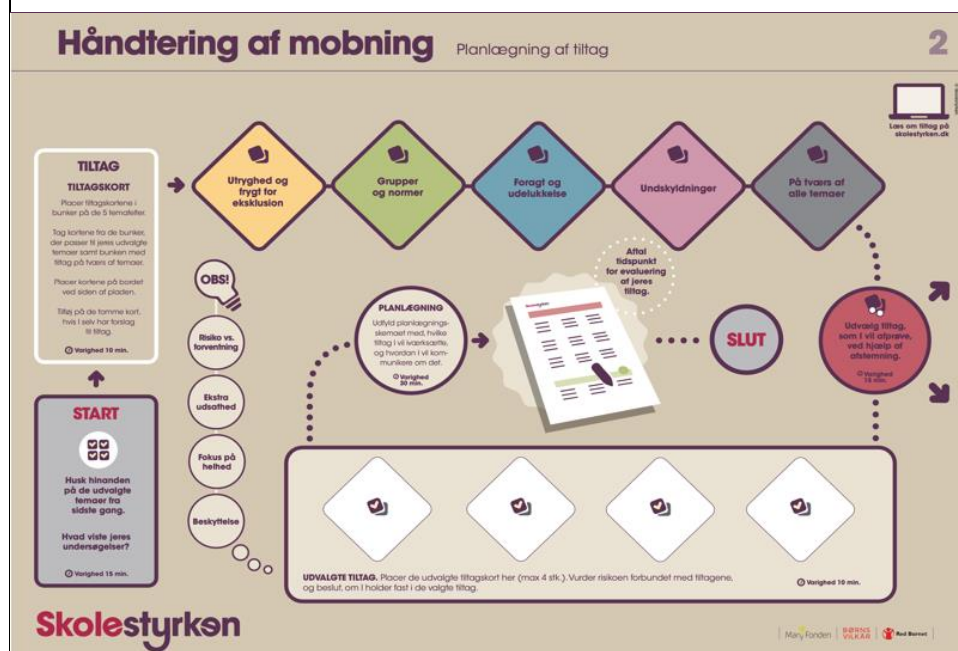 Håndtering af mobning
Planlægning af tiltag
2
Læs om tiltag på
skolestyrken.dk
TILTAG
TILTAGSKORT
Placer tiltagskortene i
bunker på de 5 temafelter.
Tag kortene fra de bunker,
der passer til jeres udvalgte
temaer samt bunken med
tiltag på tværs af temaer.
Placer kortene på bordet
ved siden af pladen.
Tilføj på de tomme kort,
hvis I selv har forslag
til tiltag.
Varighed 10 min.
START
Husk hinanden
på de udvalgte
temaer fra
sidste gang.
Hvad viste jeres
undersøgelser?
Varighed 15 min.
Utryghed og
frygt for
eksklusion
Grupper
og normer
Foragt og
udelukkelse
Undskyldninger
På tværs af
alle temaer
OBS!
Risiko vs.
forventning
Ekstra
udsathed
Fokus på
helhed
Beskyttelse
PLANLÆGNING
Udfyld planlægnings-
skemaet med, hvilke
tiltag I vil iværksætte,
og hvordan I vil kom-
munikere om det.
Varighed
30 min.
Aftal
tidspunkt
for evaluering
af jeres
tiltag.
SLUT
Udvælg tiltag,
som I vil afprøve,
ved hjælp af
afstemning.
Varighed
15 min.
UDVALGTE TILTAG. Placer de udvalgte tiltagskort her (max 4 stk.). Vurder risikoen forbundet med tiltagene,
og beslut, om I holder fast i de valgte tiltag.
Varighed 10 min.
Skolestyrken
Mary Fonden
BØRNS
VILKÅR
Red Barnet